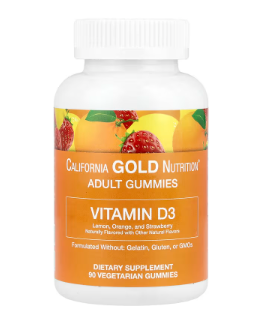 CALIFORNIA GOLD NUTRITION®
ADULT GUMMIES
VITAMIN D3
Lemon, Orange, and Strawberry
Naturally Flavored with Other Natural Flavors
Formulated Without: Gelatin, Gluten, or GMOs
DIETARY SUPPLEMENT
90 VEGETARIAN GUMMIES